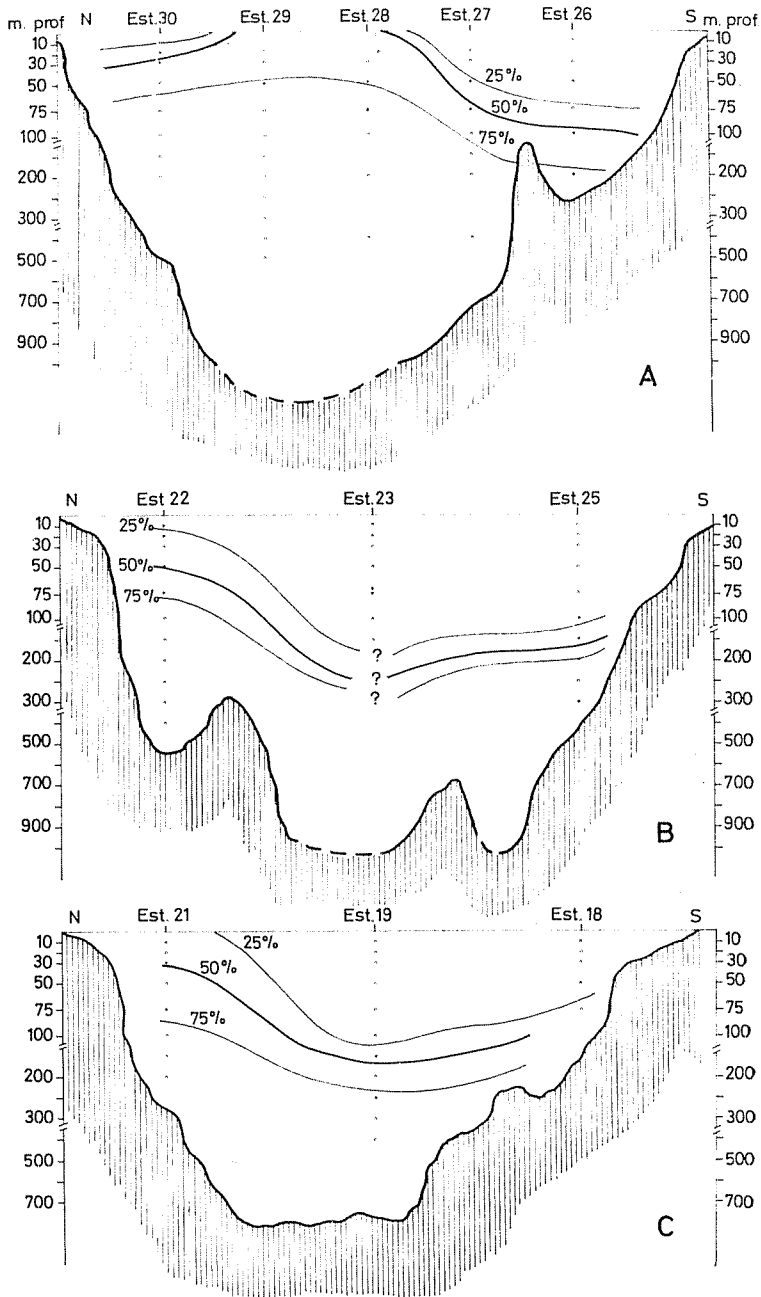 m. prof. N Est.30 Est.29 Est.28 Est.27 Est.26 S m. prof.
10 10
30 30
50 25% 50
75 50% 75
100 75% 100
200 200
300 300
500 500
700 700
900 900
A
N Est.22 Est.23 Est.25 S
10 25% 10
30 30
50 50% 50
75 75% 75
100 100
200 ? 200
?
300 ? 300
500 500
700 700
900 900
B
N Est.21 Est.19 Est.18 S
10 25% 10
30 50% 30
50 50
75 75% 75
100 100
200 200
300 300
500 500
700 700
C